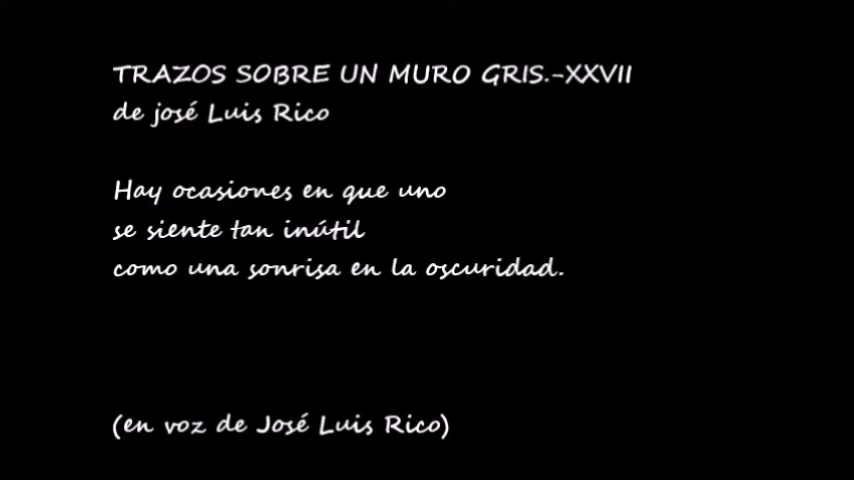 TRAZOS SOBRE UN MURO GRIS.-XXVII
de josé Luis Rico
Hay ocasiones en que uno
se siente tan inútil
como una sonrisa en la oscuridad.
(en voz de José Luis Rico)